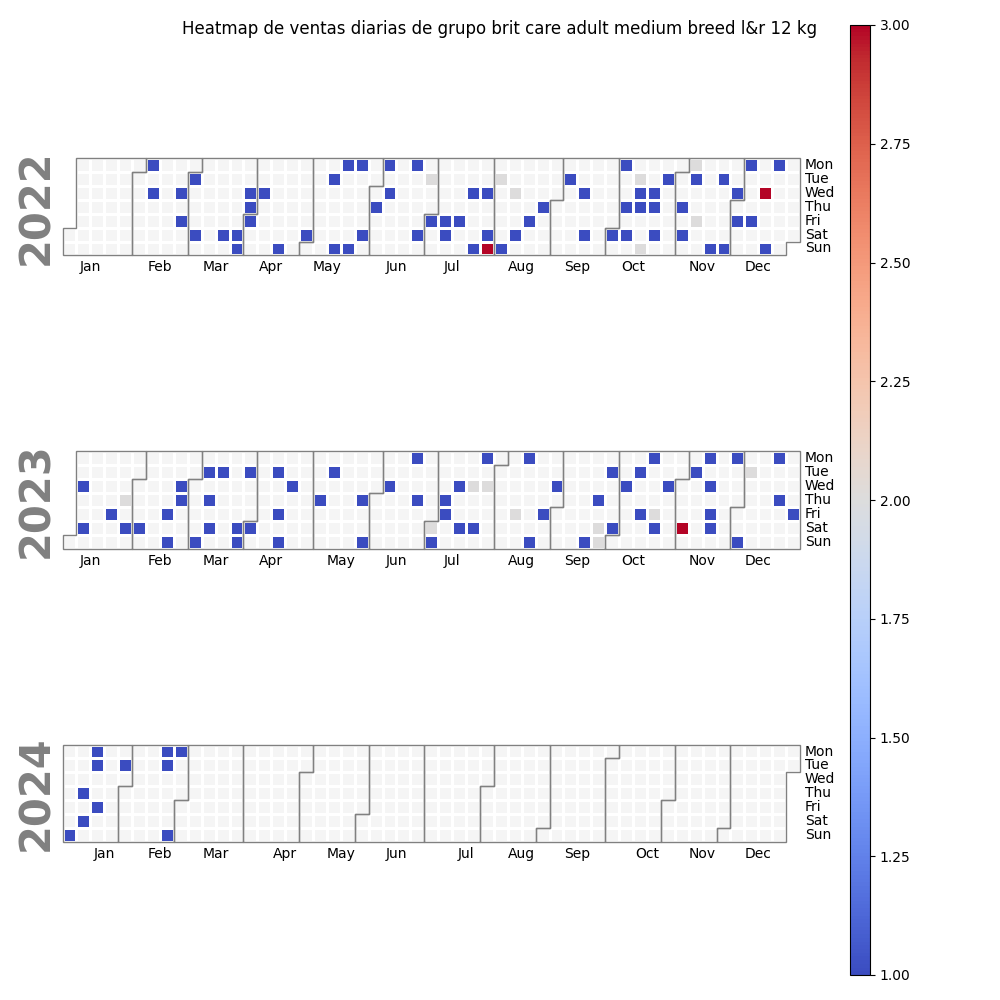 Heatmap de ventas diarias de grupo brit care adult medium breed l&r 12 kg
3.00
2.75
2.50
2.25
2.00
1.75
1.50
1.25
1.00
2022
Mon
Tue
Wed
Thu
Fri
Sat
Sun
Jan Feb Mar Apr May Jun Jul Aug Sep Oct Nov Dec
2023
Mon
Tue
Wed
Thu
Fri
Sat
Sun
Jan Feb Mar Apr May Jun Jul Aug Sep Oct Nov Dec
2024
Mon
Tue
Wed
Thu
Fri
Sat
Sun
Jan Feb Mar Apr May Jun Jul Aug Sep Oct Nov Dec